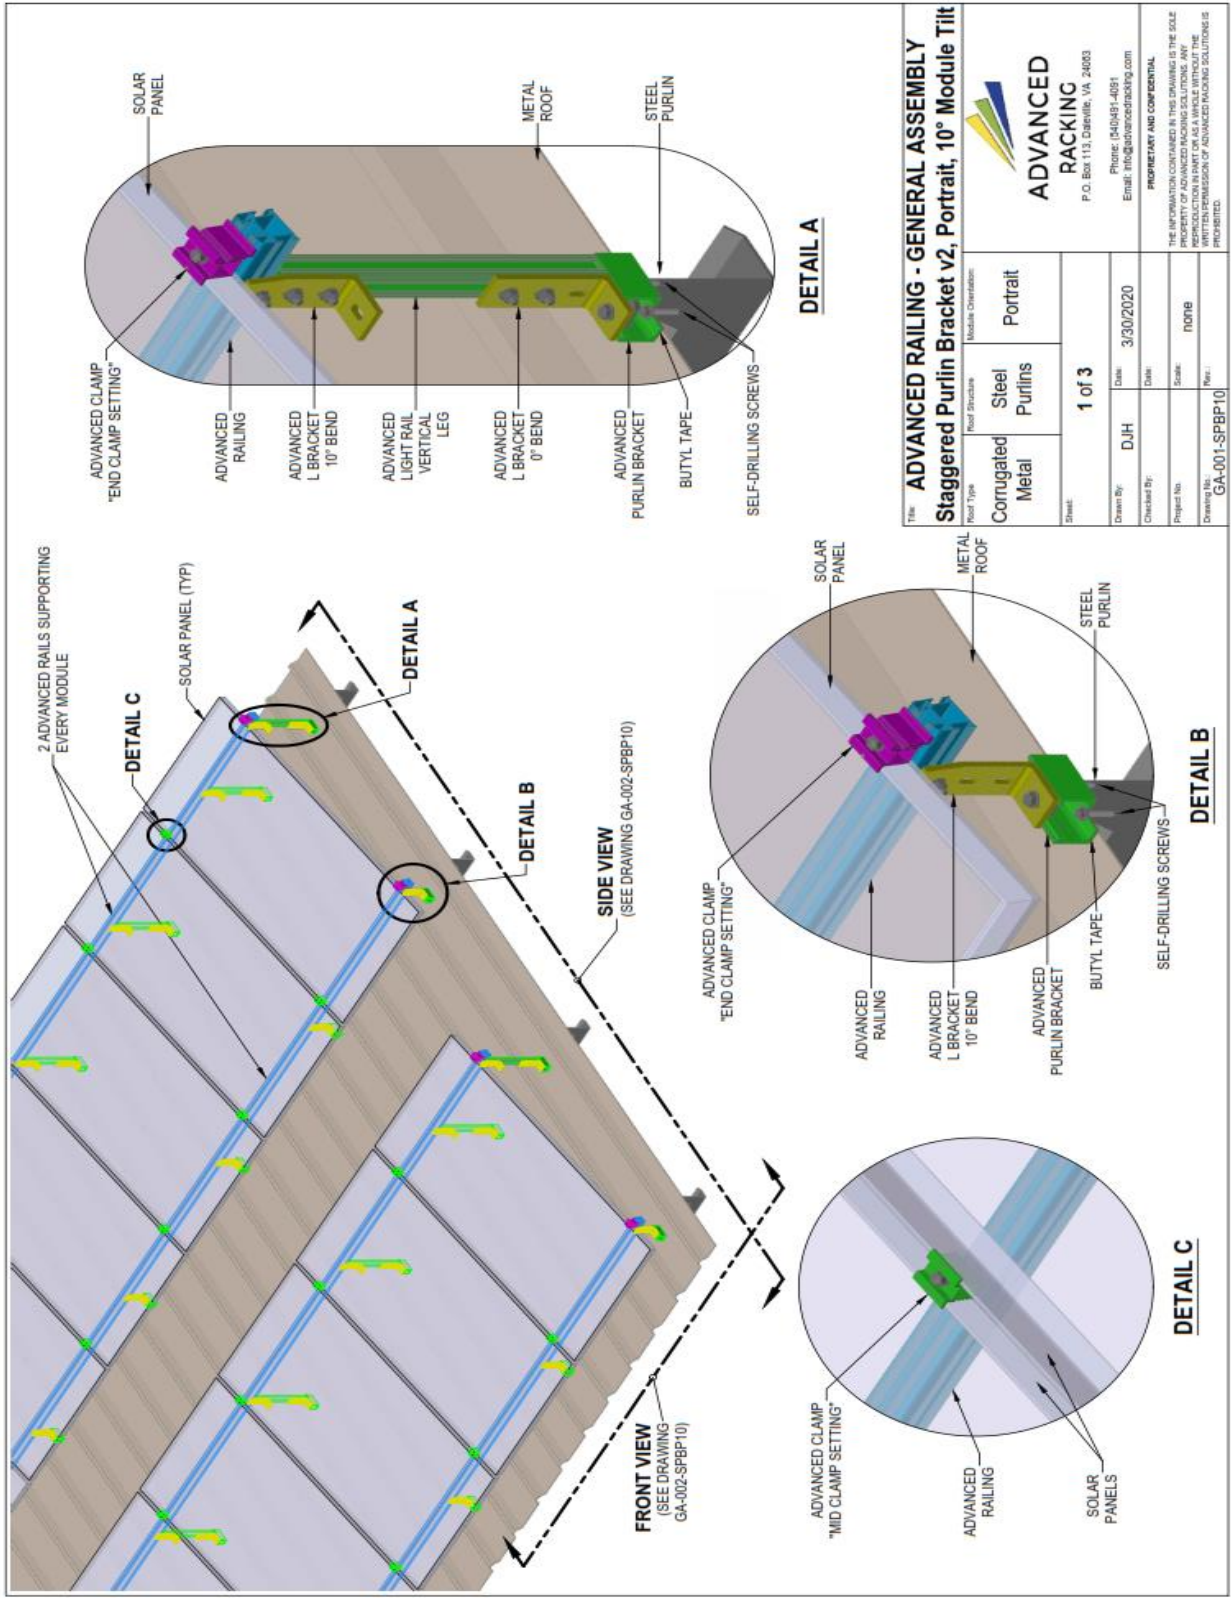 2 ADVANCED RAILS SUPPORTING
EVERY MODULE
SOLAR PANEL (TYP)
DETAIL C
DETAIL A
DETAIL B
SIDE VIEW
(SEE DRAWING GA-002-SPBP10)
FRONT VIEW
(SEE DRAWING
GA-002-SPBP10)
ADVANCED CLAMP
"END CLAMP SETTING"
ADVANCED
RAILING
ADVANCED
L BRACKET
10° BEND
ADVANCED
LIGHT RAIL
VERTICAL
LEG
ADVANCED
L BRACKET
0° BEND
ADVANCED
PURLIN BRACKET
BUTYL TAPE
SELF-DRILLING SCREWS
SOLAR
PANEL
METAL
ROOF
STEEL
PURLIN
DETAIL A
ADVANCED CLAMP
"MID CLAMP SETTING"
ADVANCED
RAILING
SOLAR
PANELS
DETAIL C
ADVANCED CLAMP
"END CLAMP SETTING"
ADVANCED
RAILING
ADVANCED
L BRACKET
10° BEND
ADVANCED
PURLIN BRACKET
BUTYL TAPE
SELF-DRILLING SCREWS
SOLAR
PANEL
METAL
ROOF
STEEL
PURLIN
DETAIL B
Title: ADVANCED RAILING - GENERAL ASSEMBLY
Staggered Purlin Bracket v2, Portrait, 10° Module Tilt
Roof Type
Corrugated
Metal
Roof Structure
Steel
Purlins
Module Orientation:
Portrait
Sheet:
1 of 3
Drawn By:
DJH
Date:
3/30/2020
Checked By:
Date:
Project No.
Scale:
none
Drawing No.:
GA-001-SPBP10
Rev.:
ADVANCED
RACKING
P.O. Box 113, Daleville, VA 24083
Phone: (540)491-4091
Email: info@advancedracking.com
PROPRIETARY AND CONFIDENTIAL
THE INFORMATION CONTAINED IN THIS DRAWING IS THE SOLE
PROPERTY OF ADVANCED RACKING SOLUTIONS. ANY
REPRODUCTION IN PART OR AS A WHOLE WITHOUT THE
WRITTEN PERMISSION OF ADVANCED RACKING SOLUTIONS IS
PROHIBITED.